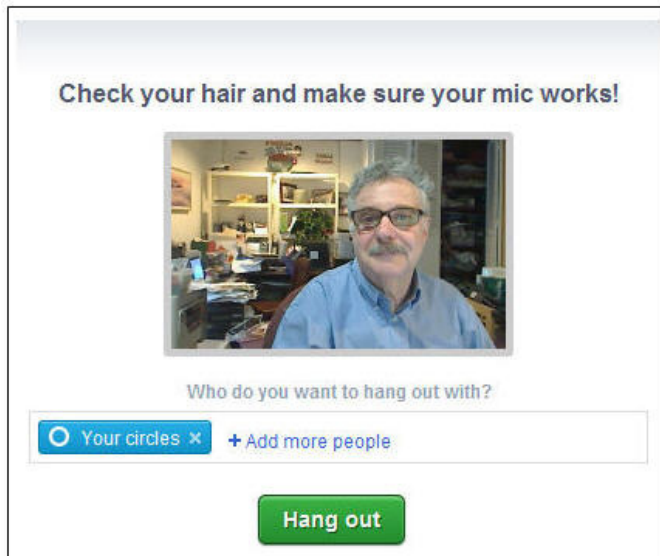 Check your hair and make sure your mic works!
Who do you want to hang out with?
Your circles × + Add more people
Hang out